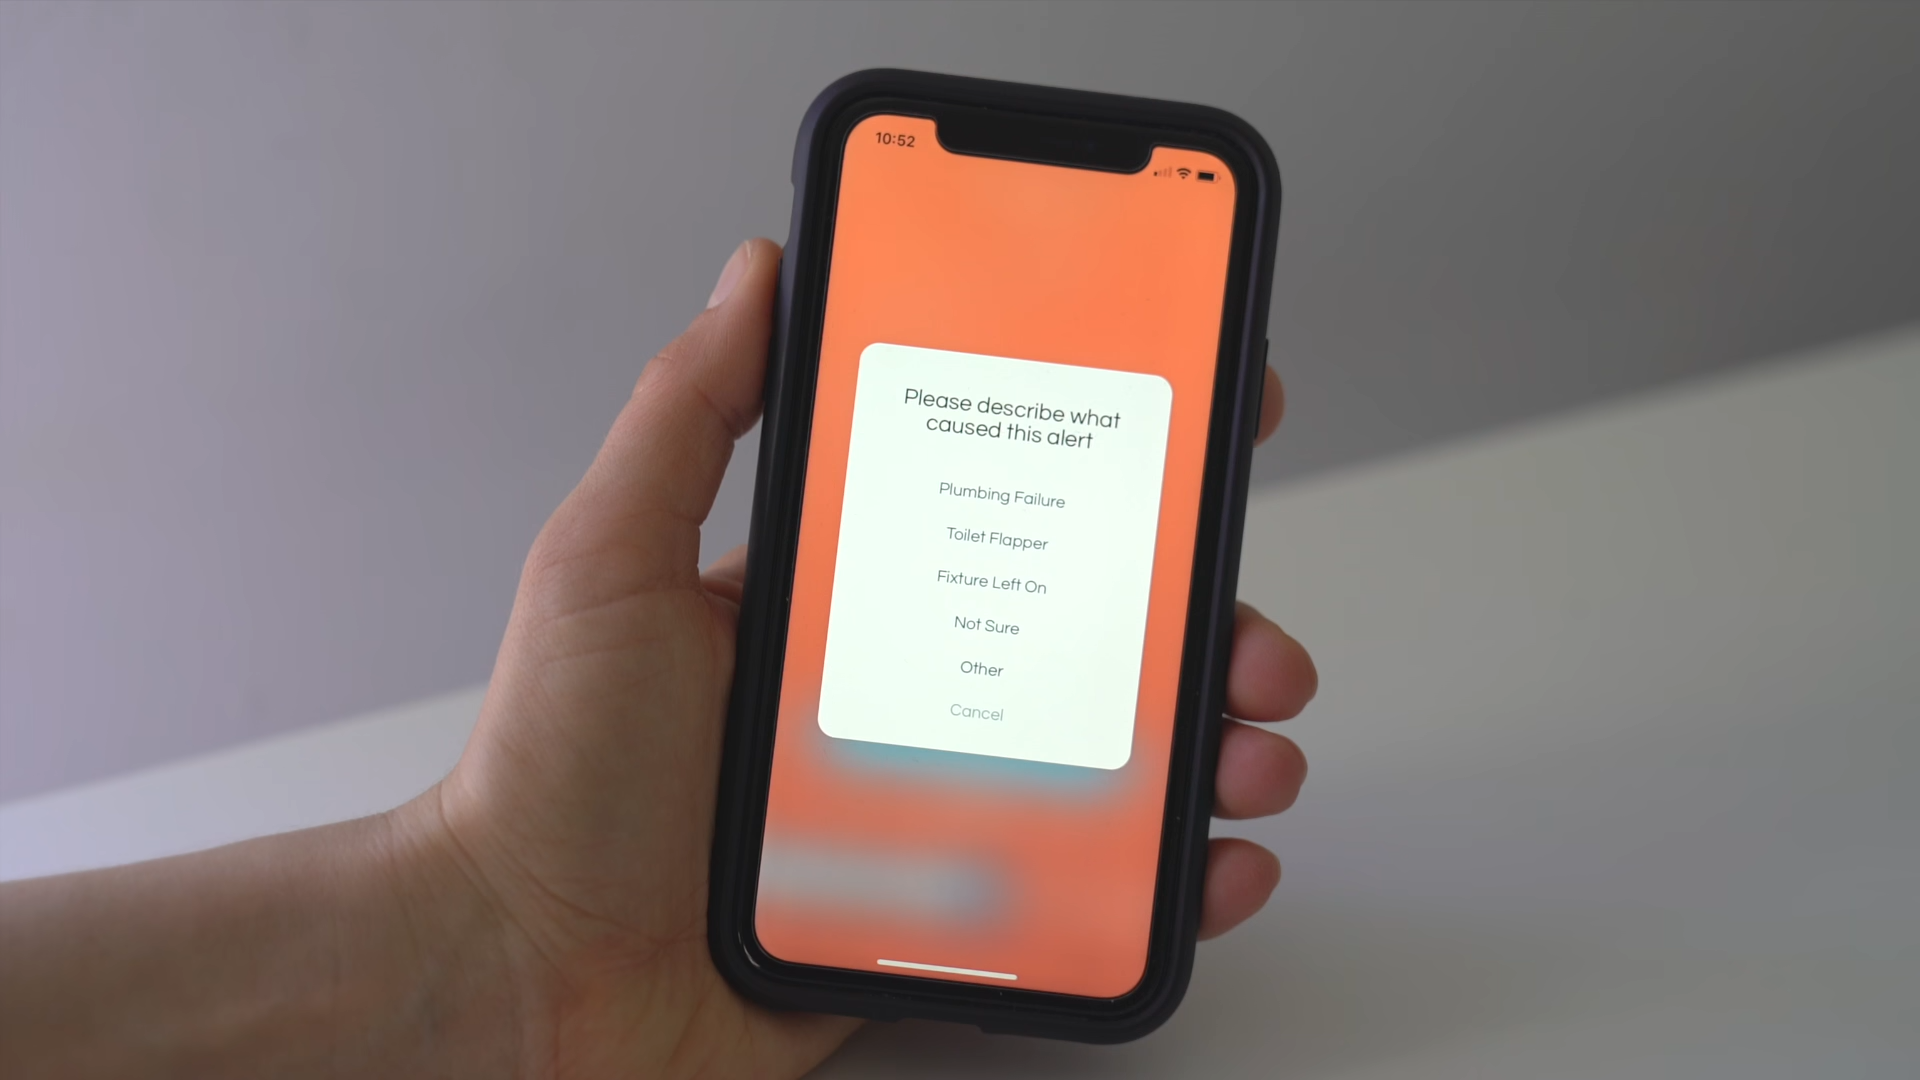 10:52
Please describe what
caused this alert
Plumbing Failure
Toilet Flapper
Fixture Left On
Not Sure
Other
Cancel